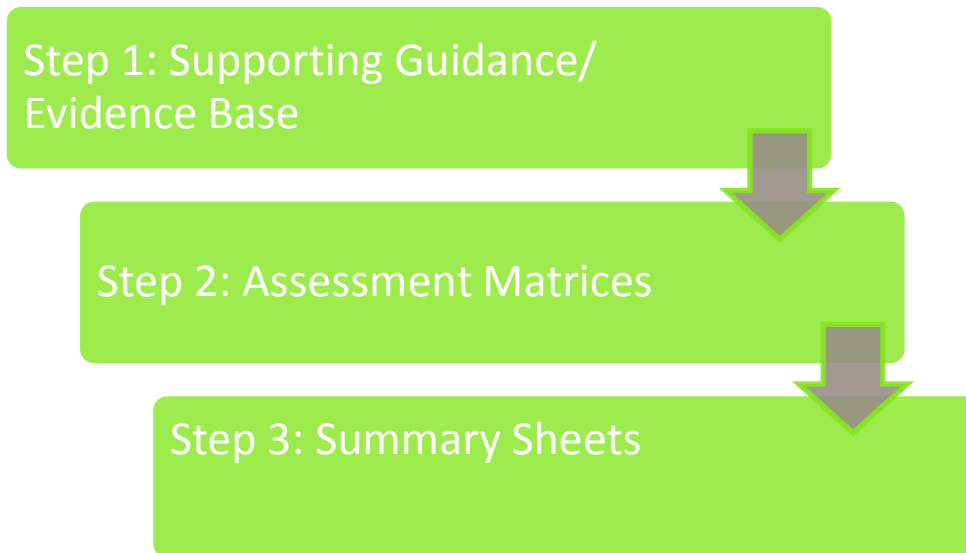 Step 1: Supporting Guidance/
Evidence Base
Step 2: Assessment Matrices
Step 3: Summary Sheets